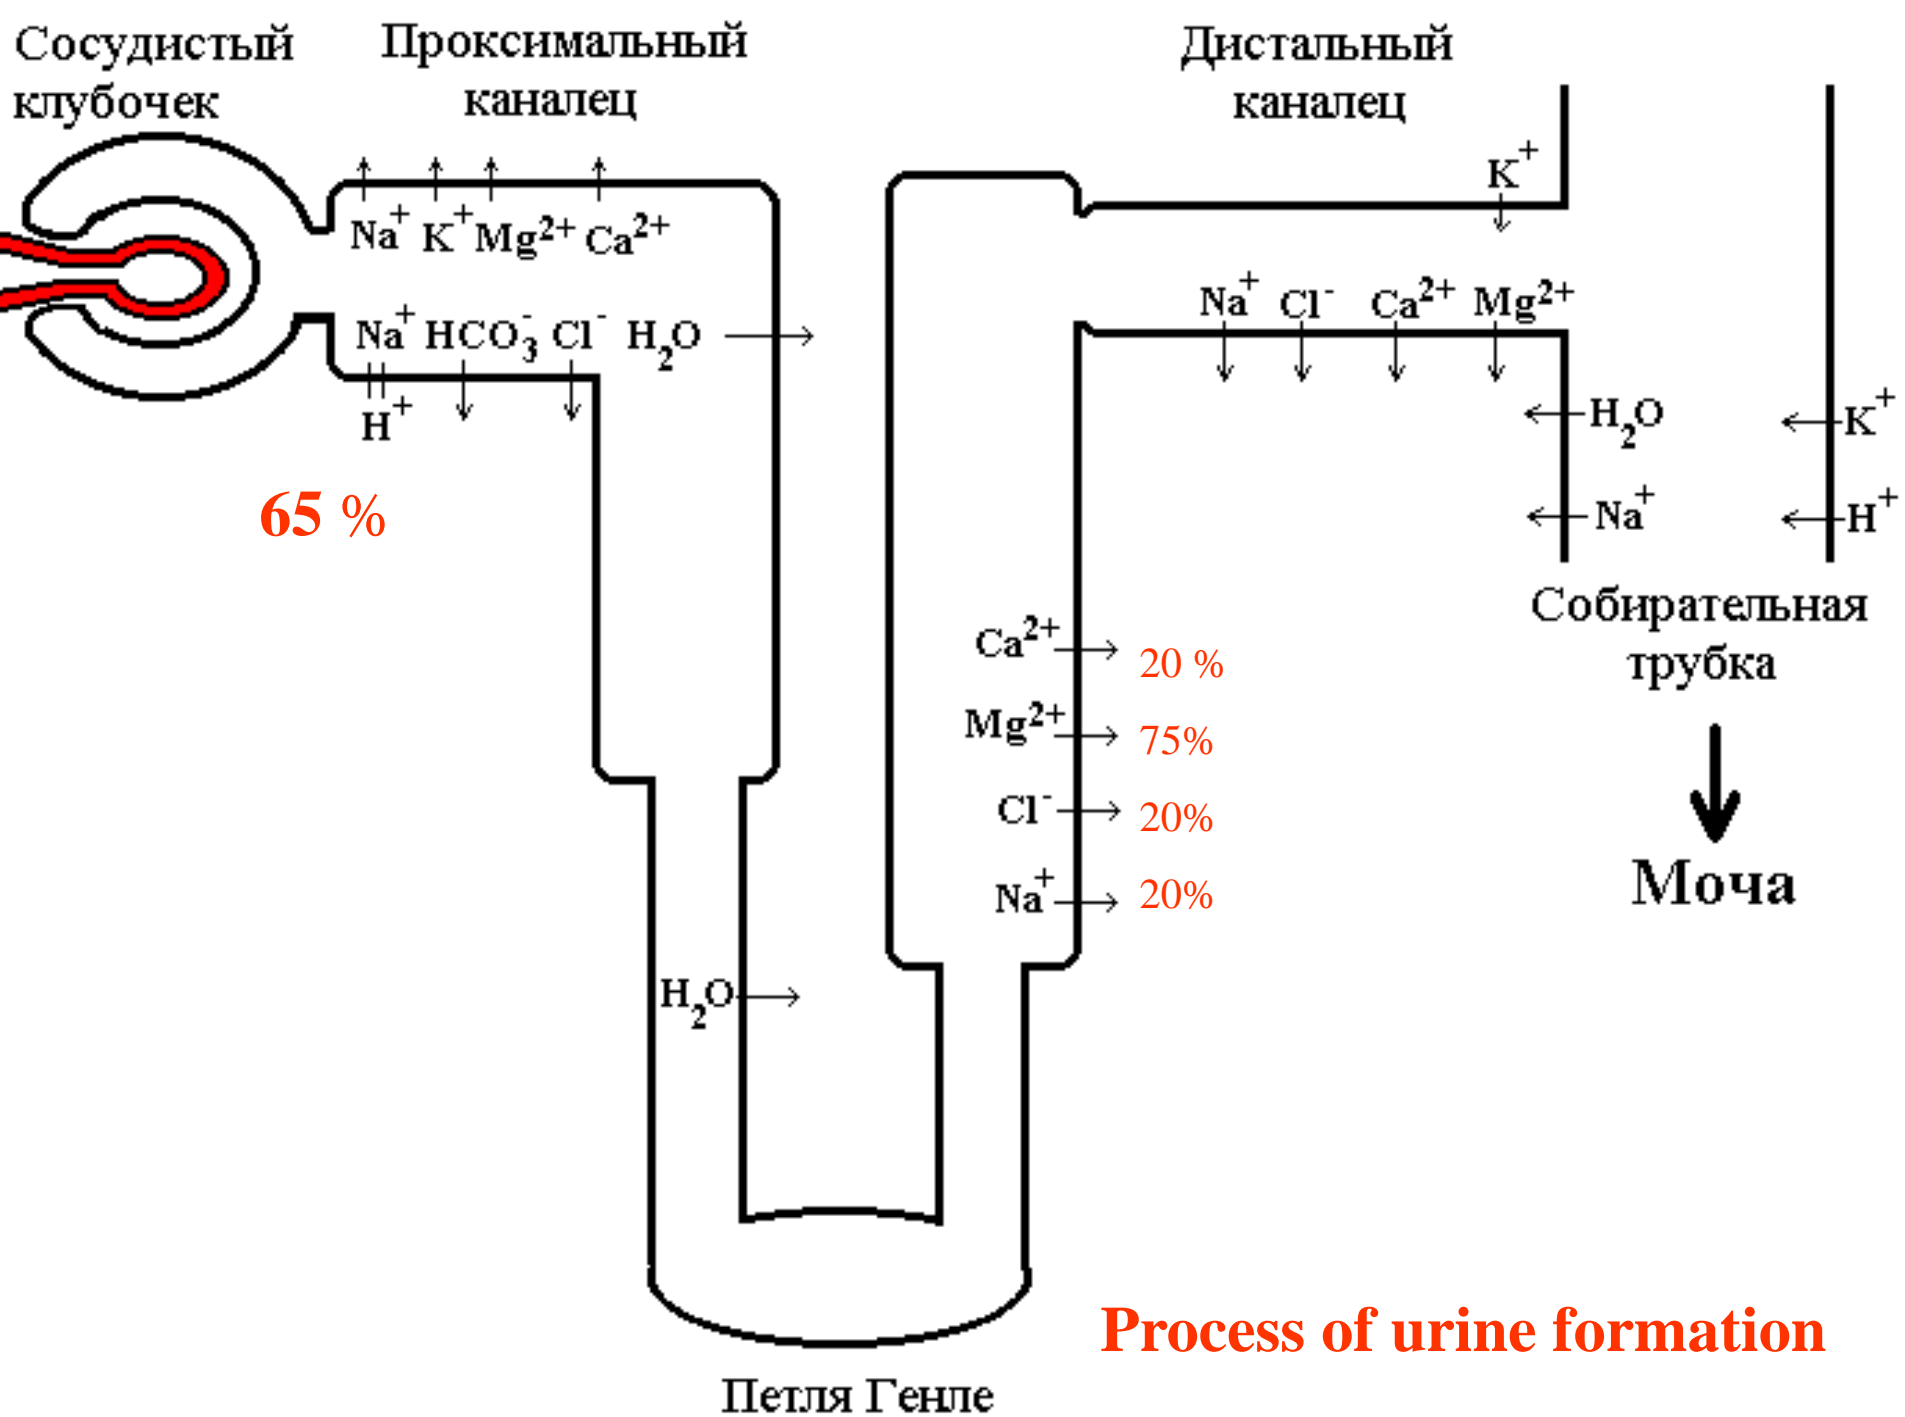 Сосудистый
клубочек
Проксимальный
каналец
Дистальный
каналец
K⁺
Na⁺ K⁺ Mg²⁺ Ca²⁺
Na⁺ HCO₃⁻ Cl⁻ H₂O
H⁺
65 %
Na⁺ Cl⁻ Ca²⁺ Mg²⁺
H₂O
K⁺
Na⁺
H⁺
Собирательная
трубка
Моча
Ca²⁺ 20 %
Mg²⁺ 75%
Cl⁻ 20%
Na⁺ 20%
H₂O
Process of urine formation
Петля Генле